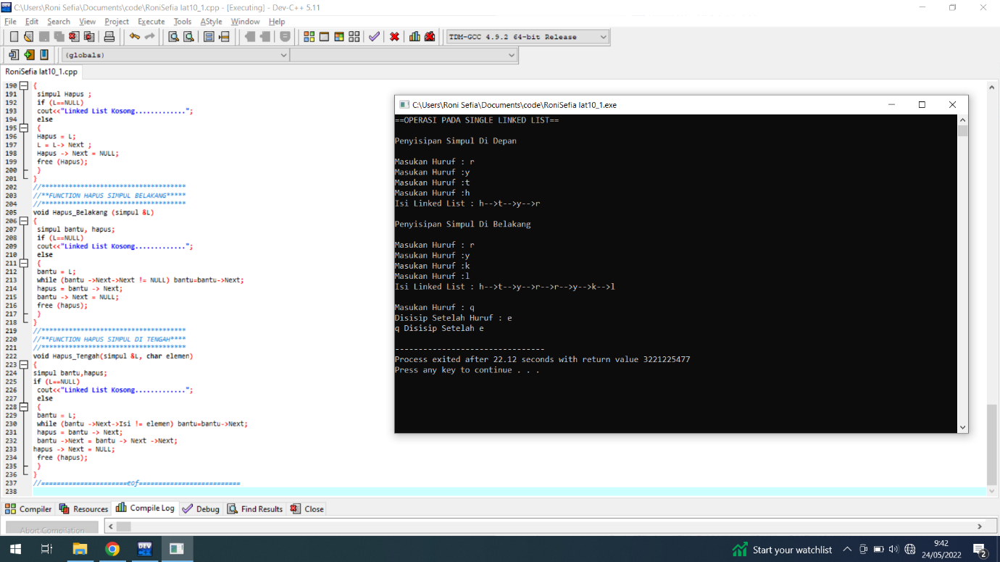 C:\Users\Roni Sefia\Documents\code\RoniSefia lat10_1.cpp - [Executing] - Dev-C++ 5.11
File Edit Search View Project Execute Tools AStyle Window Help
TDM-GCC 4.9.2 64-bit Release
(globals)
RoniSefia lat10_1.cpp
190 {
191 simpul Hapus ;
192 if (L==NULL)
193 cout<<"Linked List Kosong.............";
194 else
195 {
196 Hapus = L;
197 L = L-> Next ;
198 Hapus -> Next = NULL;
199 free (Hapus);
200 }
201 }
202 //*************************************
203 //**FUNCTION HAPUS SIMPUL BELAKANG*****
204 //*************************************
205 void Hapus_Belakang (simpul &L)
206 {
207 simpul bantu, hapus;
208 if (L==NULL)
209 cout<<"Linked List Kosong.............";
210 else
211 {
212 bantu = L;
213 while (bantu ->Next->Next != NULL) bantu=bantu->Next;
214 hapus = bantu -> Next;
215 bantu -> Next = NULL;
216 free (hapus);
217 }
218 }
219 //*************************************
220 //**FUNCTION HAPUS SIMPUL DI TENGAH****
221 //*************************************
222 void Hapus_Tengah(simpul &L, char elemen)
223 {
224 simpul bantu,hapus;
225 if (L==NULL)
226 cout<<"Linked List Kosong.............";
227 else
228 {
229 bantu = L;
230 while (bantu ->Next->Isi != elemen) bantu=bantu->Next;
231 hapus = bantu -> Next;
232 bantu ->Next = bantu -> Next ->Next;
233 hapus -> Next = NULL;
234 free (hapus);
235 }
236 }
237 //======================eof==========================
238
C:\Users\Roni Sefia\Documents\code\RoniSefia lat10_1.exe
==OPERASI PADA SINGLE LINKED LIST==
Penyisipan Simpul Di Depan
Masukan Huruf : r
Masukan Huruf :y
Masukan Huruf :t
Masukan Huruf :h
Isi Linked List : h-->t-->y-->r
Penyisipan Simpul Di Belakang
Masukan Huruf : r
Masukan Huruf :y
Masukan Huruf :k
Masukan Huruf :l
Isi Linked List : h-->t-->y-->r-->r-->y-->k-->l
Masukan Huruf : q
Disisip Setelah Huruf : e
q Disisip Setelah e
--------------------------------
Process exited after 22.12 seconds with return value 3221225477
Press any key to continue . . .
Compiler Resources Compile Log Debug Find Results Close
Abort Compilation
DEV
Start your watchlist
9:42
24/05/2022
2